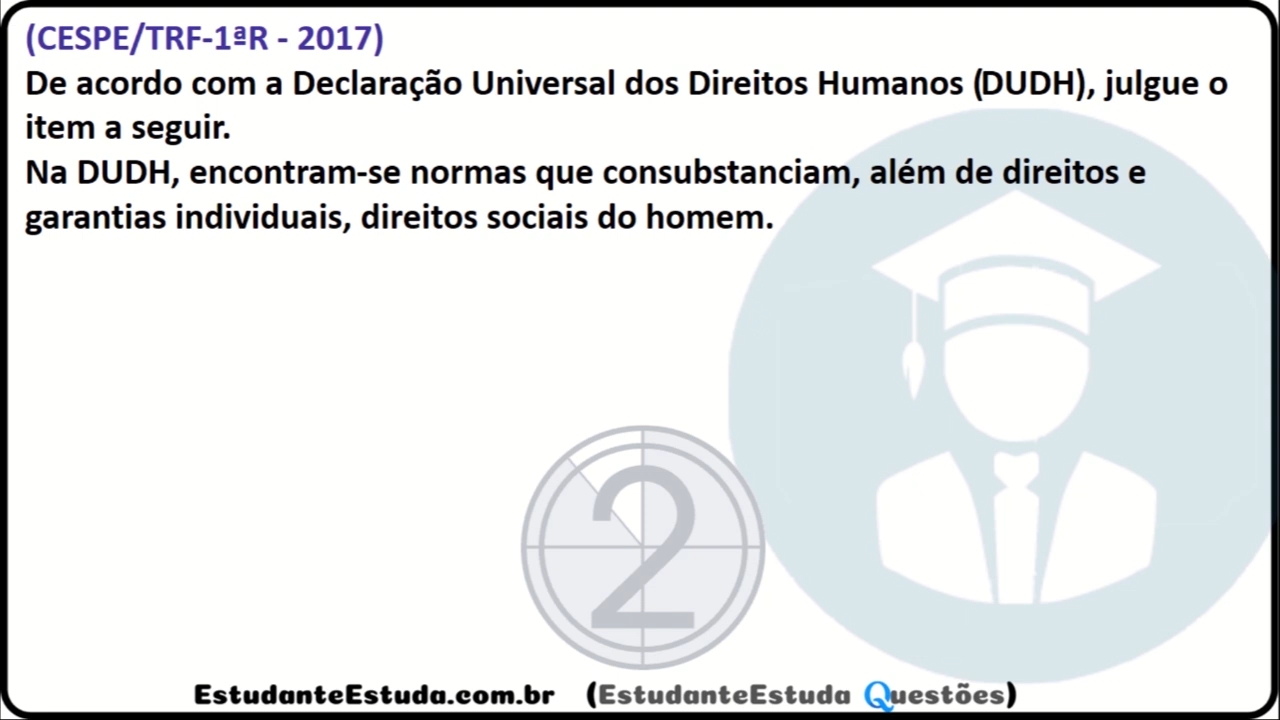 (CESPE/TRF-1ªR - 2017)
De acordo com a Declaração Universal dos Direitos Humanos (DUDH), julgue o
item a seguir.
Na DUDH, encontram-se normas que consubstanciam, além de direitos e
garantias individuais, direitos sociais do homem.
2
EstudanteEstuda.com.br (EstudanteEstuda Questões)